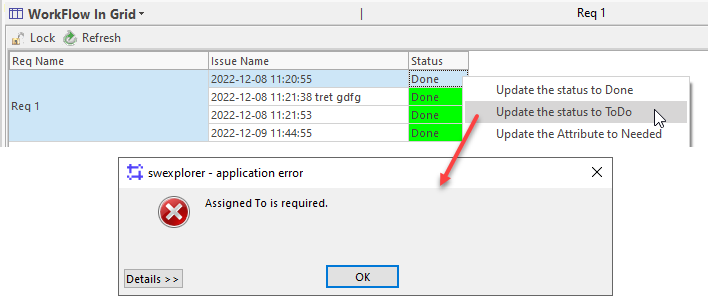 WorkFlow In Grid
Req 1
Lock Refresh
Req Name Issue Name Status
Req 1
2022-12-08 11:20:55 Done
2022-12-08 11:21:38 tret gdfg Done
2022-12-08 11:21:53 Done
2022-12-09 11:44:55 Done
Update the status to Done
Update the status to ToDo
Update the Attribute to Needed
swexplorer - application error
Assigned To is required.
Details >>
OK